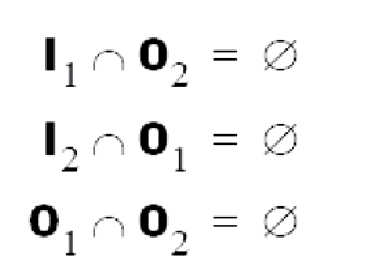 I₁ ∩ O₂ = ∅
I₂ ∩ O₁ = ∅
O₁ ∩ O₂ = ∅